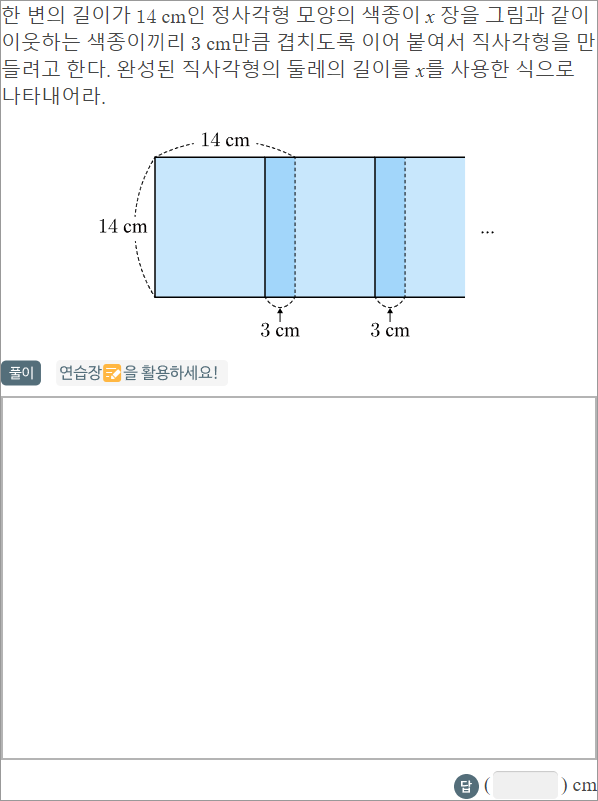 한 변의 길이가 14 cm인 정사각형 모양의 색종이 x 장을 그림과 같이
이웃하는 색종이끼리 3 cm만큼 겹치도록 이어 붙여서 직사각형을 만
들려고 한다. 완성된 직사각형의 둘레의 길이를 x를 사용한 식으로
나타내어라.
14 cm
14 cm
...
3 cm 3 cm
풀이 연습장을 활용하세요!
답 ( ) cm